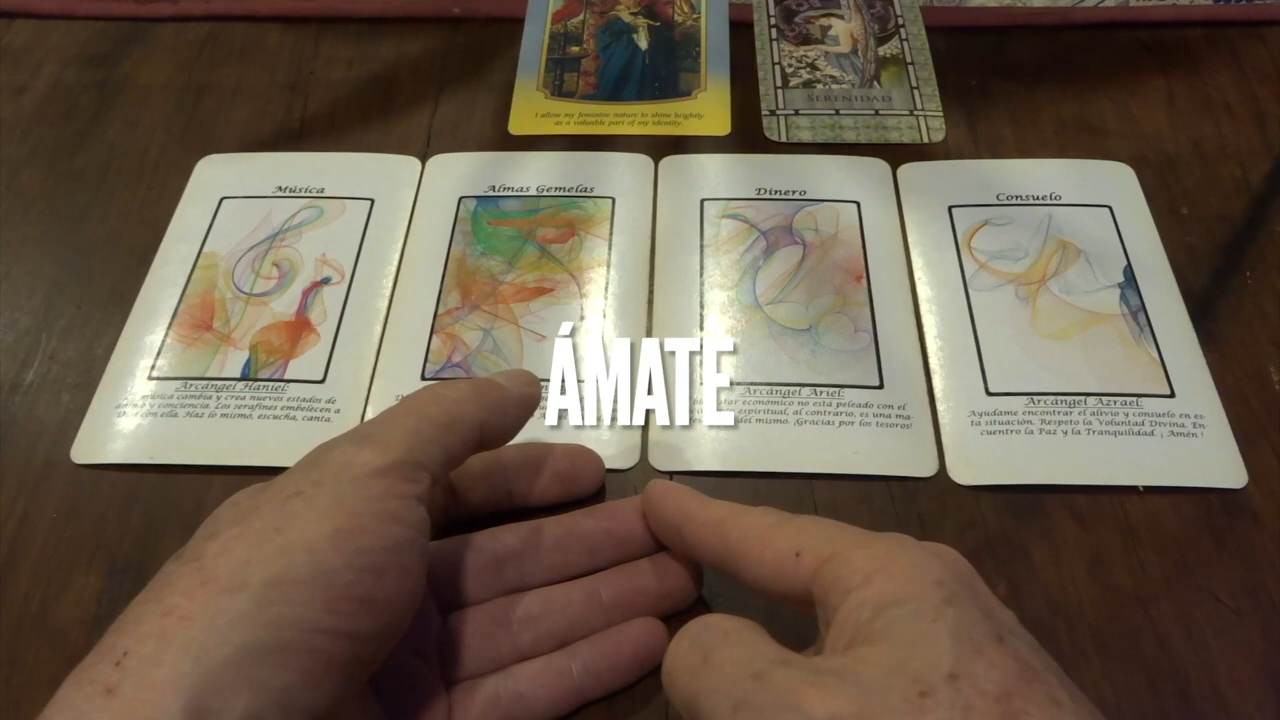 I allow my feminine nature to shine brightly
as a valuable part of my identity.
SERENIDAD
Música
Arcángel Haniel:
música cambia y crea nuevos estados de
y conciencia. Los serafines embelecen a
con ella. Haz lo mismo, escucha, canta.
Almas Gemelas
Dinero
Arcángel Ariel:
económico no está peleado con el
espiritual, al contrario, es una ma-
del mismo. ¡Gracias por los tesoros!
Consuelo
Arcángel Azrael:
Ayúdame encontrar el alivio y consuelo en es-
ta situación. Respeto la Voluntad Divina. En-
cuentro la Paz y la Tranquilidad. ¡ Amén !
ÁMATE